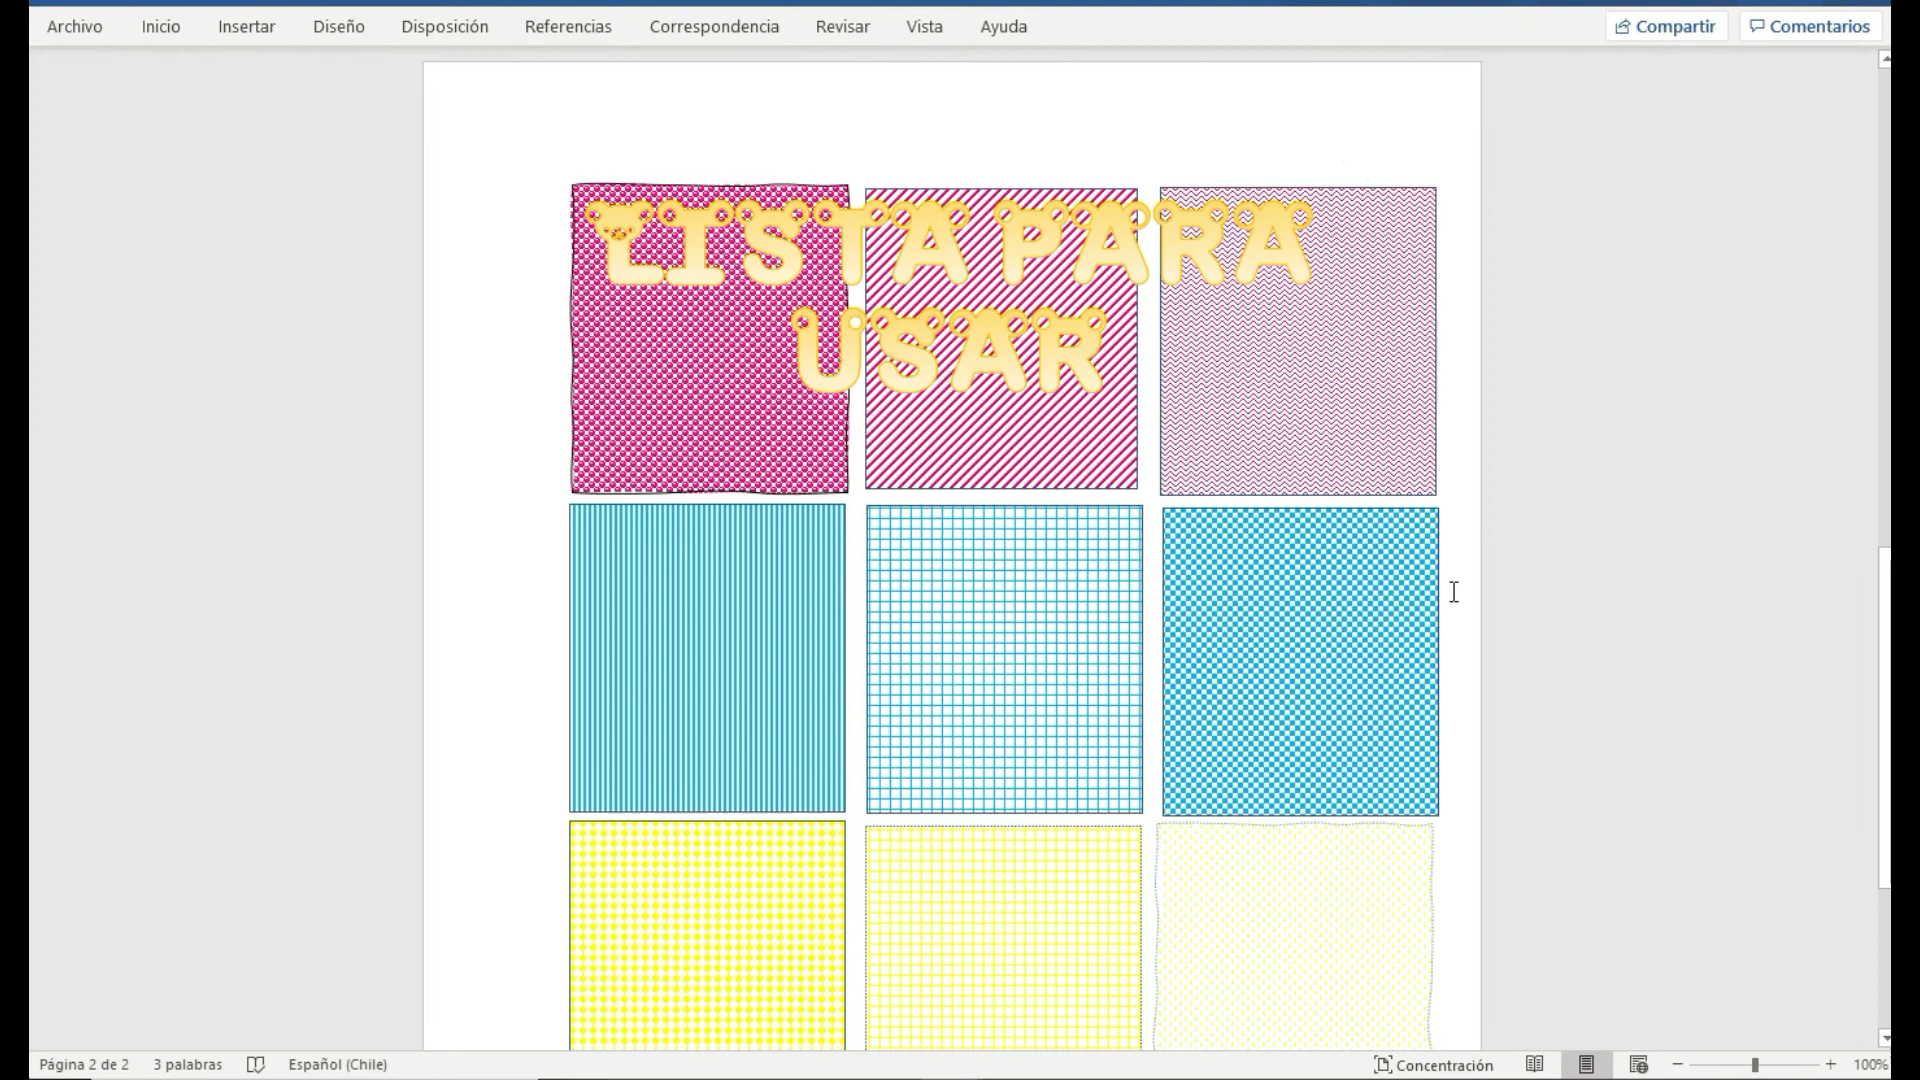 Archivo Inicio Insertar Diseño Disposición Referencias Correspondencia Revisar Vista Ayuda Compartir Comentarios
LISTA PARA
USAR
Página 2 de 2 3 palabras Español (Chile) Concentración 100%